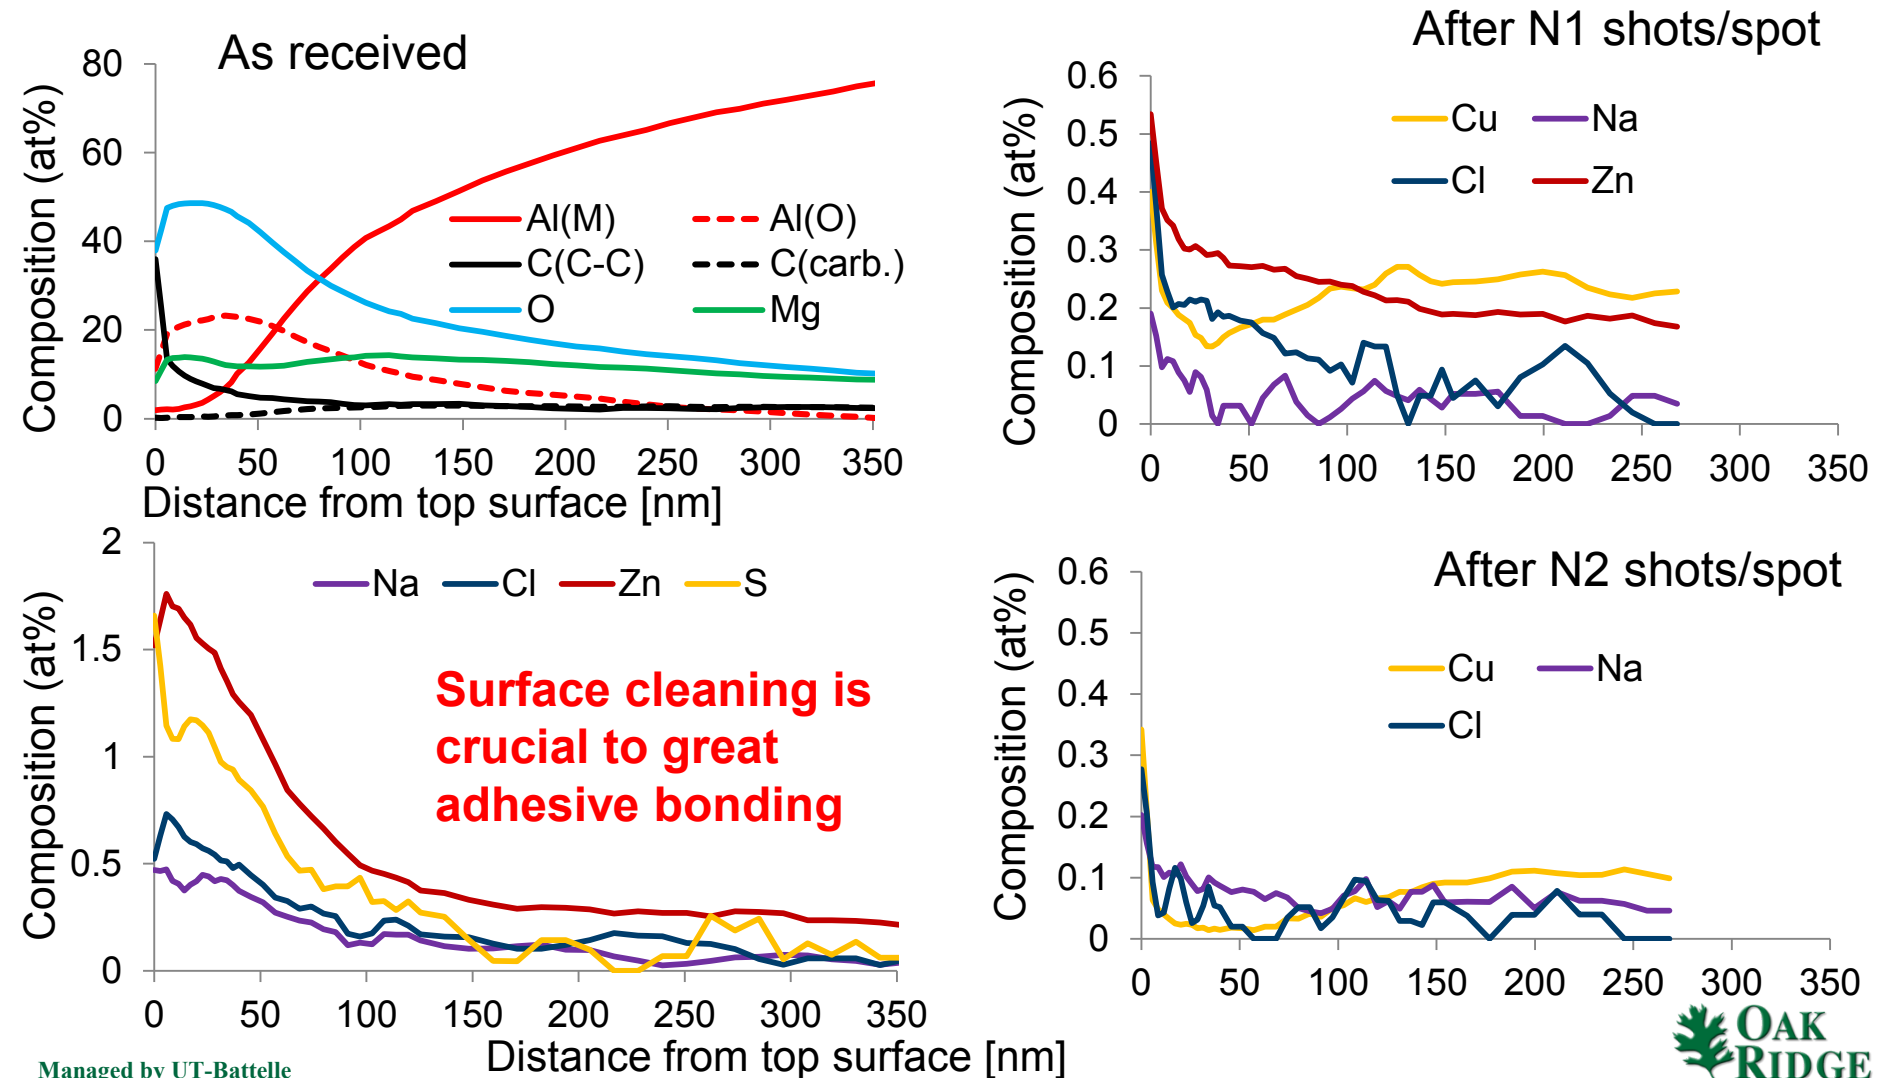 As received
80
60
40
20
0
Composition (at%)
Al(M)
Al(O)
C(C-C)
C(carb.)
O
Mg
0 50 100 150 200 250 300 350
Distance from top surface [nm]
After N1 shots/spot
0.6
0.5
0.4
0.3
0.2
0.1
0
Composition (at%)
Cu
Na
Cl
Zn
0 50 100 150 200 250 300 350
2
1.5
1
0.5
0
Composition (at%)
Na Cl Zn S
Surface cleaning is
crucial to great
adhesive bonding
0 50 100 150 200 250 300 350
Distance from top surface [nm]
After N2 shots/spot
0.6
0.5
0.4
0.3
0.2
0.1
0
Composition (at%)
Cu
Na
Cl
0 50 100 150 200 250 300 350
Managed by UT-Battelle
OAK
RIDGE